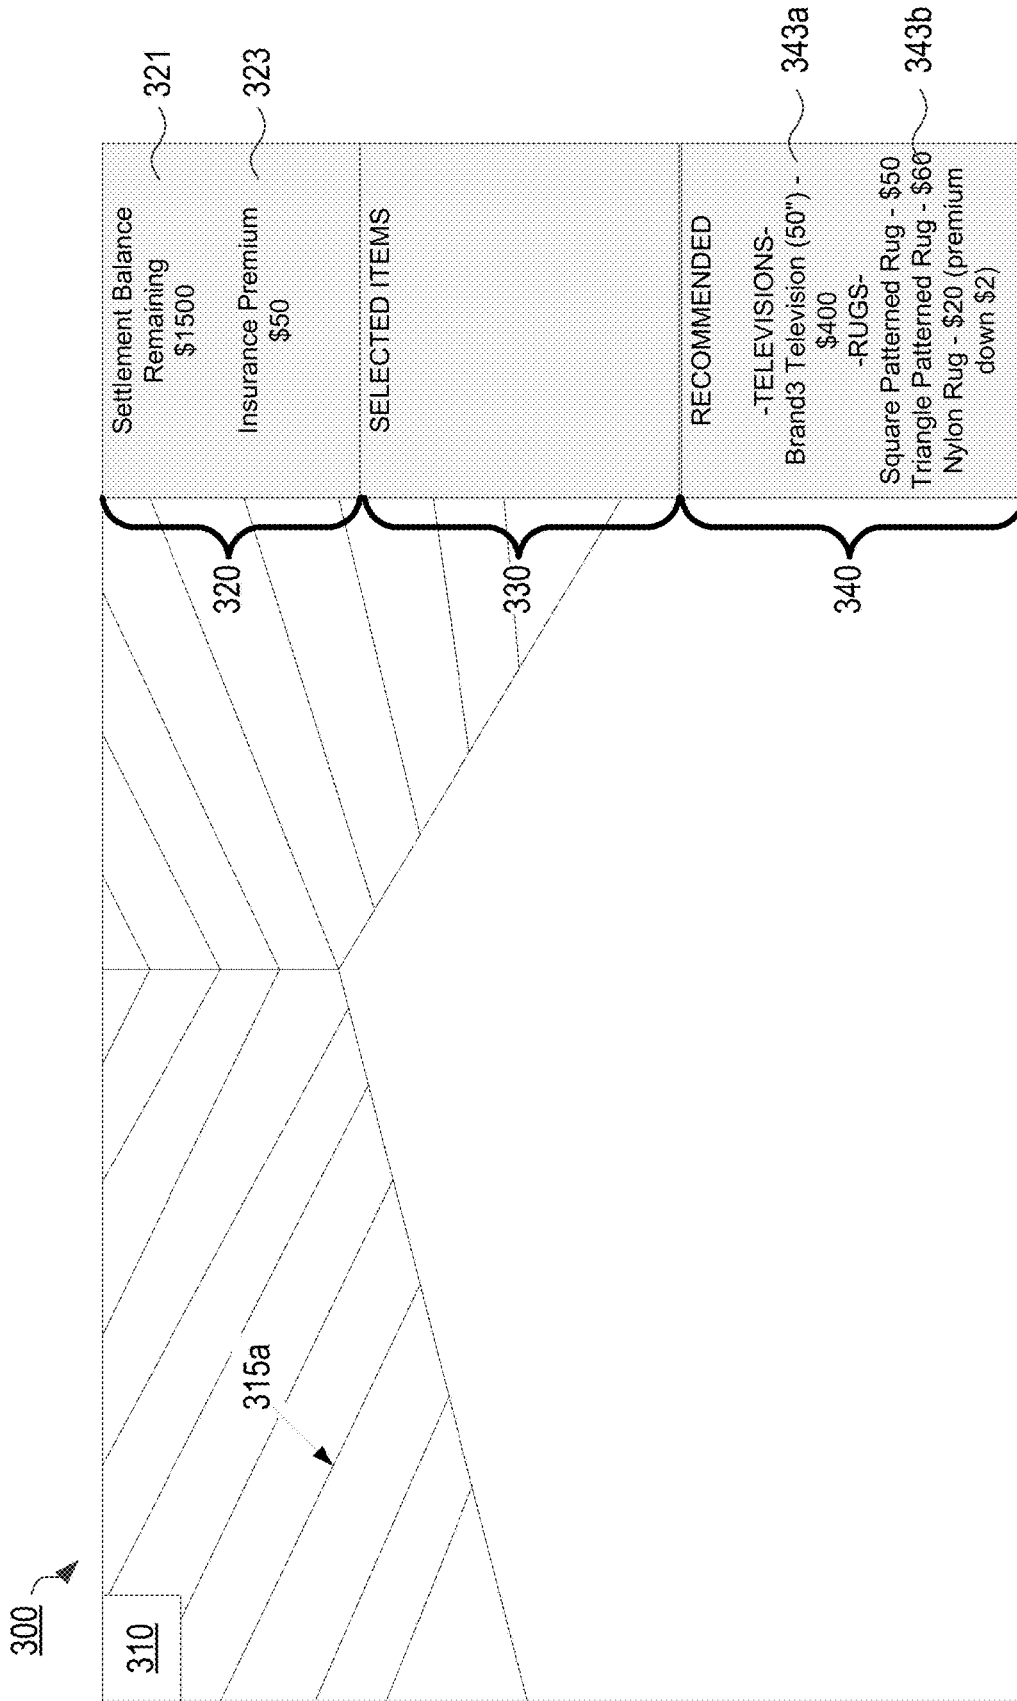 300
310
315a
320
Settlement Balance
Remaining
$1500
321
Insurance Premium
$50
323
330
SELECTED ITEMS
340
RECOMMENDED
-TELEVISIONS-
Brand3 Television (50") -
$400
343a
-RUGS-
Square Patterned Rug - $50
Triangle Patterned Rug - $60
Nylon Rug - $20 (premium
down $2)
343b